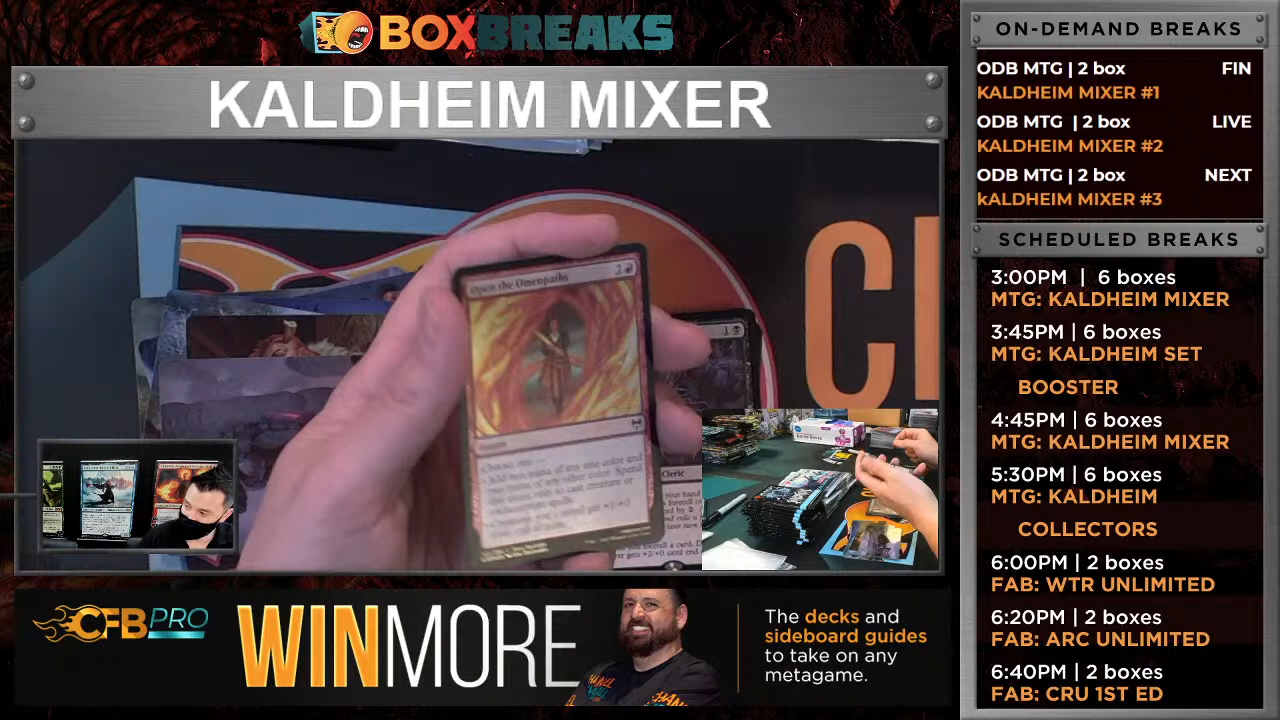 BOXBREAKS
KALDHEIM MIXER
Open the Omenpaths
2
1
Cleric
CFBPRO
WINMORE
The decks and
sideboard guides
to take on any
metagame.
ON-DEMAND BREAKS
ODB MTG | 2 box FIN
KALDHEIM MIXER #1
ODB MTG | 2 box LIVE
KALDHEIM MIXER #2
ODB MTG | 2 box NEXT
kALDHEIM MIXER #3
SCHEDULED BREAKS
3:00PM | 6 boxes
MTG: KALDHEIM MIXER
3:45PM | 6 boxes
MTG: KALDHEIM SET
BOOSTER
4:45PM | 6 boxes
MTG: KALDHEIM MIXER
5:30PM | 6 boxes
MTG: KALDHEIM
COLLECTORS
6:00PM | 2 boxes
FAB: WTR UNLIMITED
6:20PM | 2 boxes
FAB: ARC UNLIMITED
6:40PM | 2 boxes
FAB: CRU 1ST ED